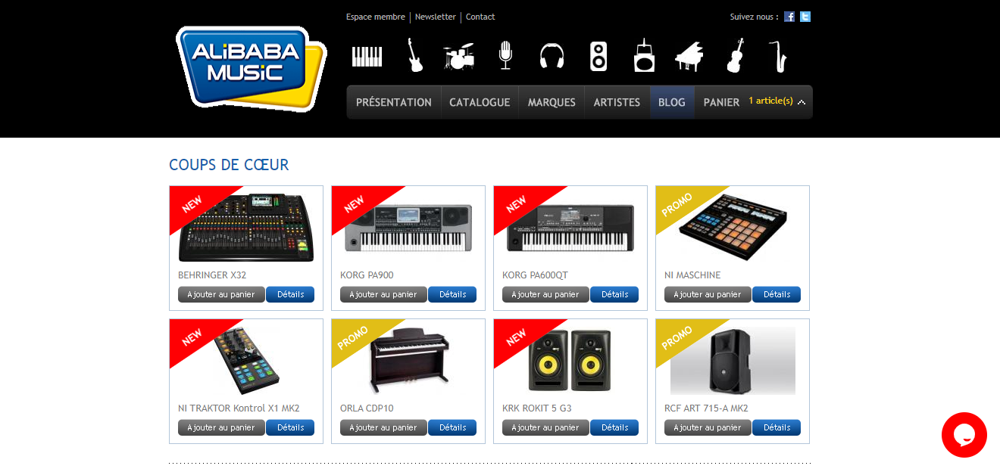 Espace membre | Newsletter | Contact
Suivez nous :
ALiBABA
MUSiC
PRÉSENTATION CATALOGUE MARQUES ARTISTES BLOG PANIER 1 article(s)
COUPS DE CŒUR
NEW
NEW
NEW
PROMO
BEHRINGER X32
KORG PA900
KORG PA600QT
NI MASCHINE
Ajouter au panier Détails
Ajouter au panier Détails
Ajouter au panier Détails
Ajouter au panier Détails
NEW
PROMO
NEW
PROMO
NI TRAKTOR Kontrol X1 MK2
ORLA CDP10
KRK ROKIT 5 G3
RCF ART 715-A MK2
Ajouter au panier Détails
Ajouter au panier Détails
Ajouter au panier Détails
Ajouter au panier Détails